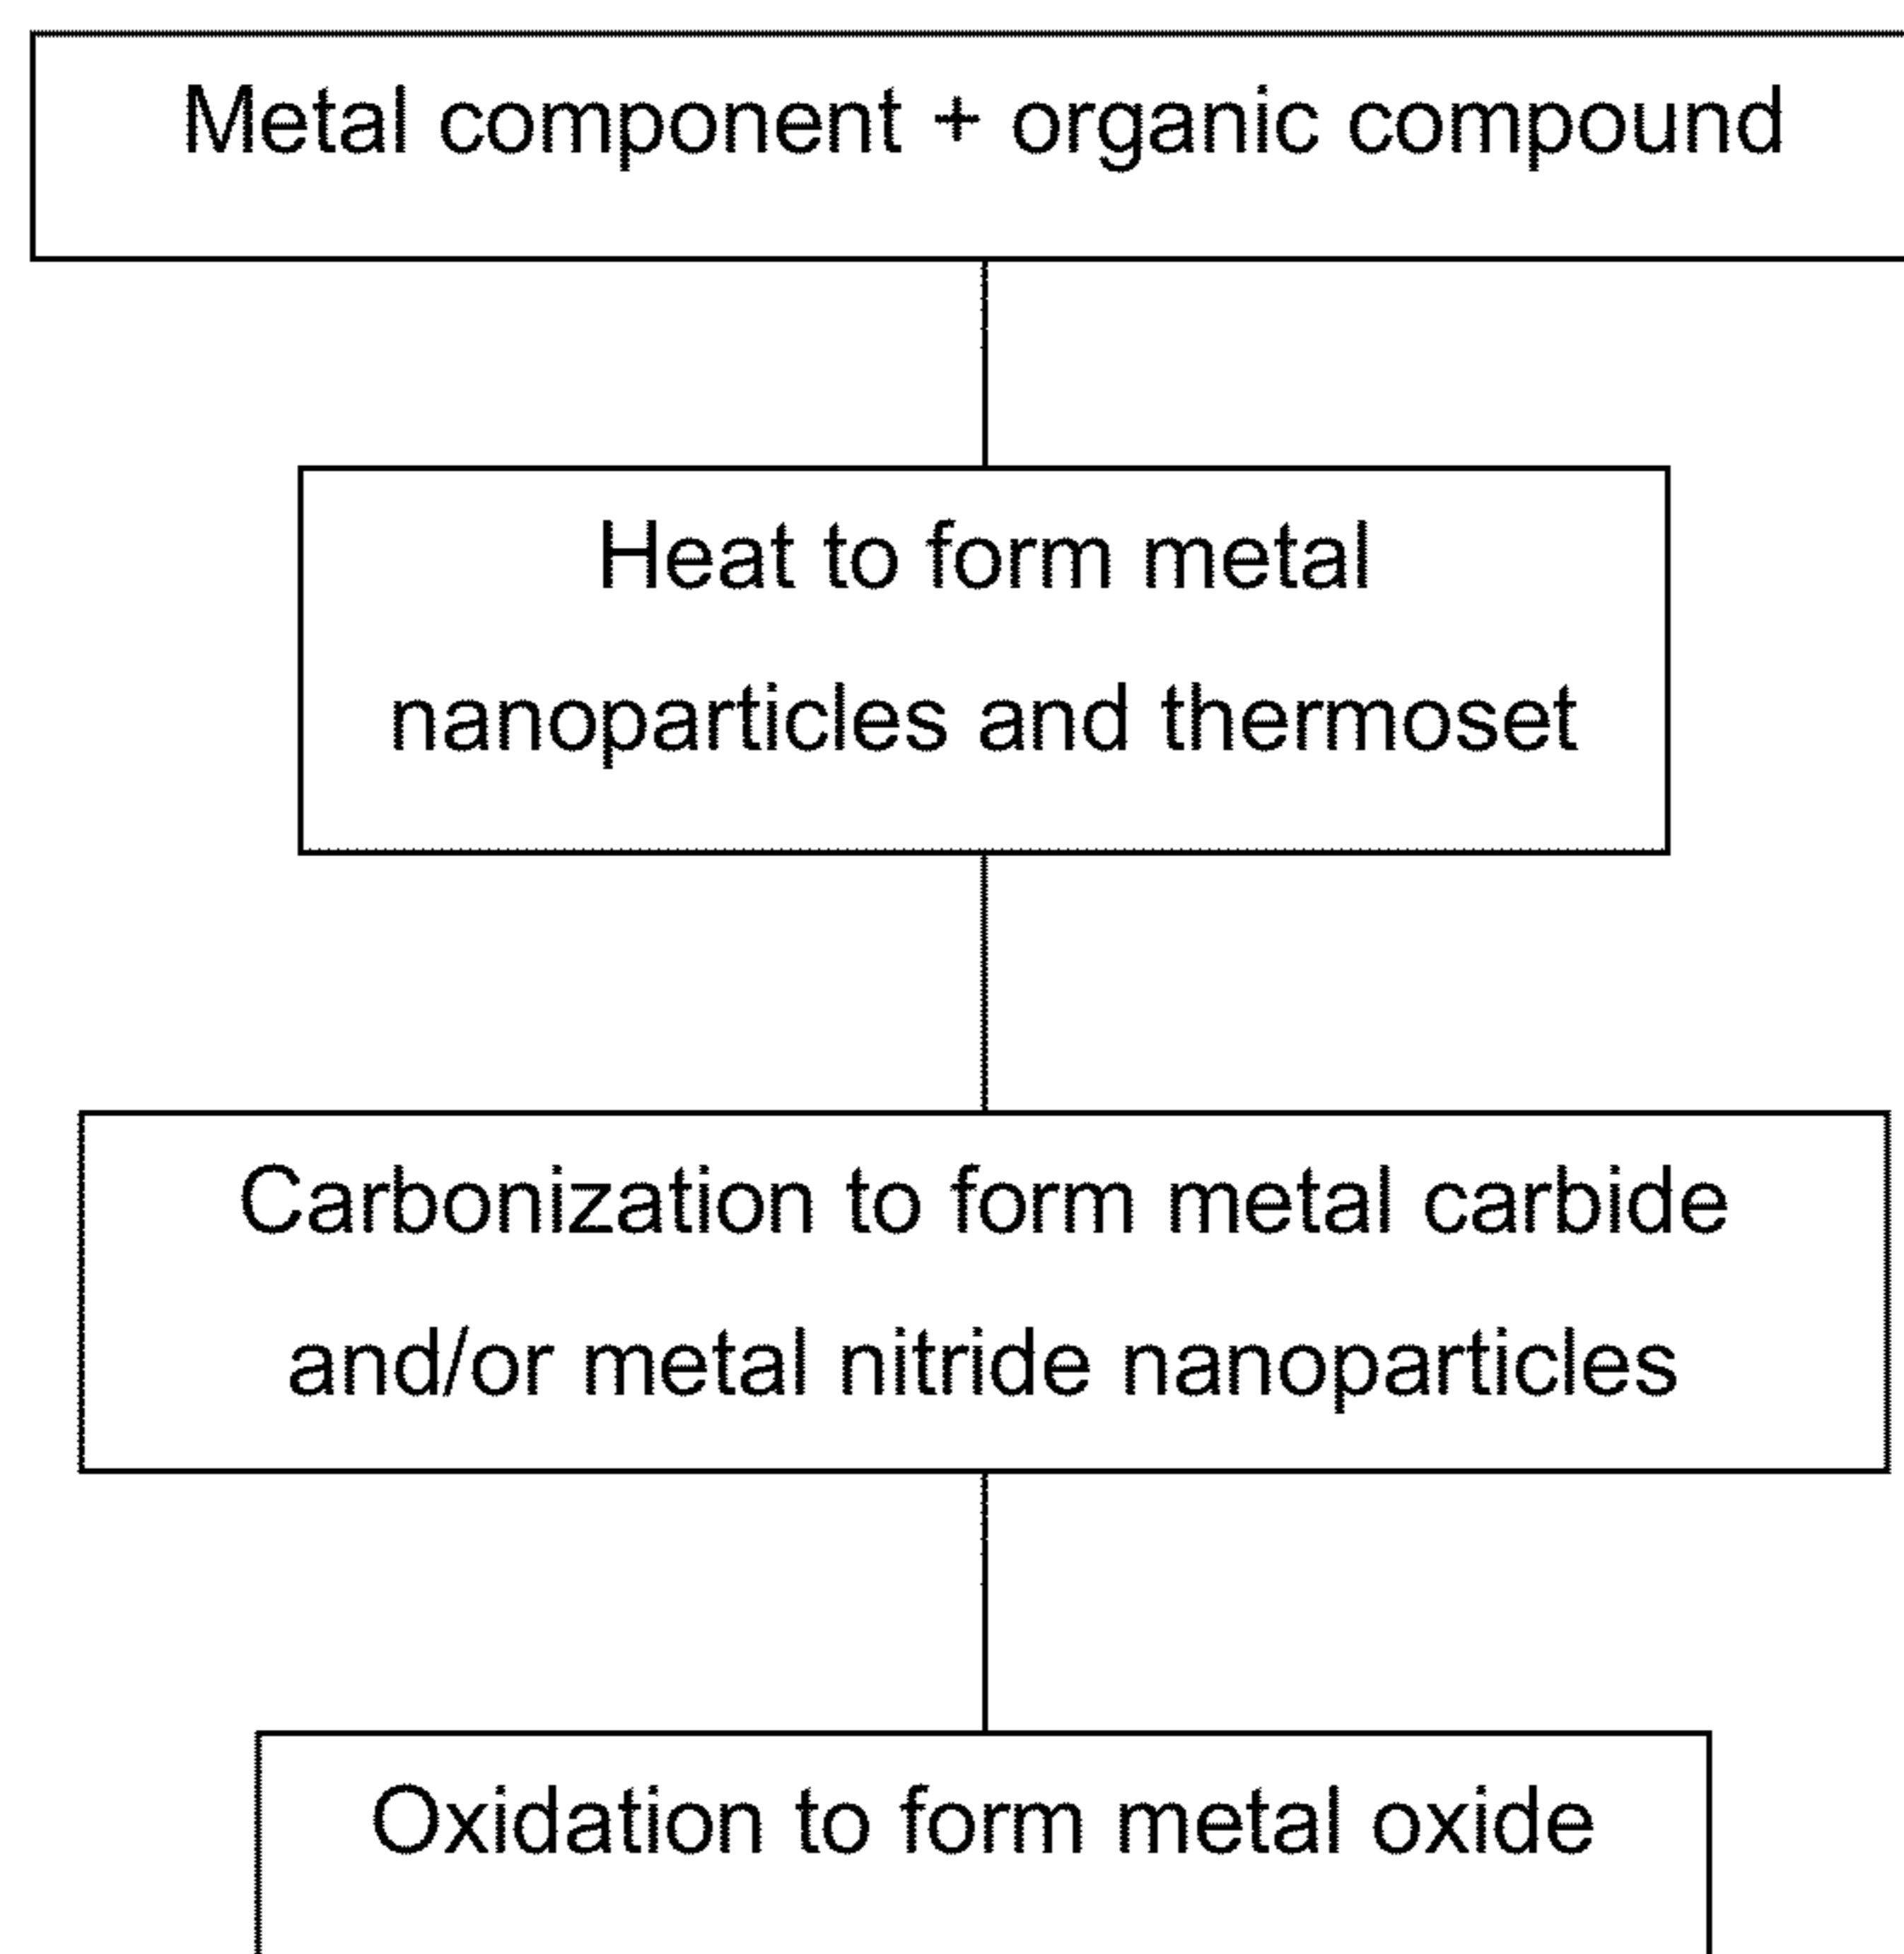 Metal component + organic compound
Heat to form metal
nanoparticles and thermoset
Carbonization to form metal carbide
and/or metal nitride nanoparticles
Oxidation to form metal oxide